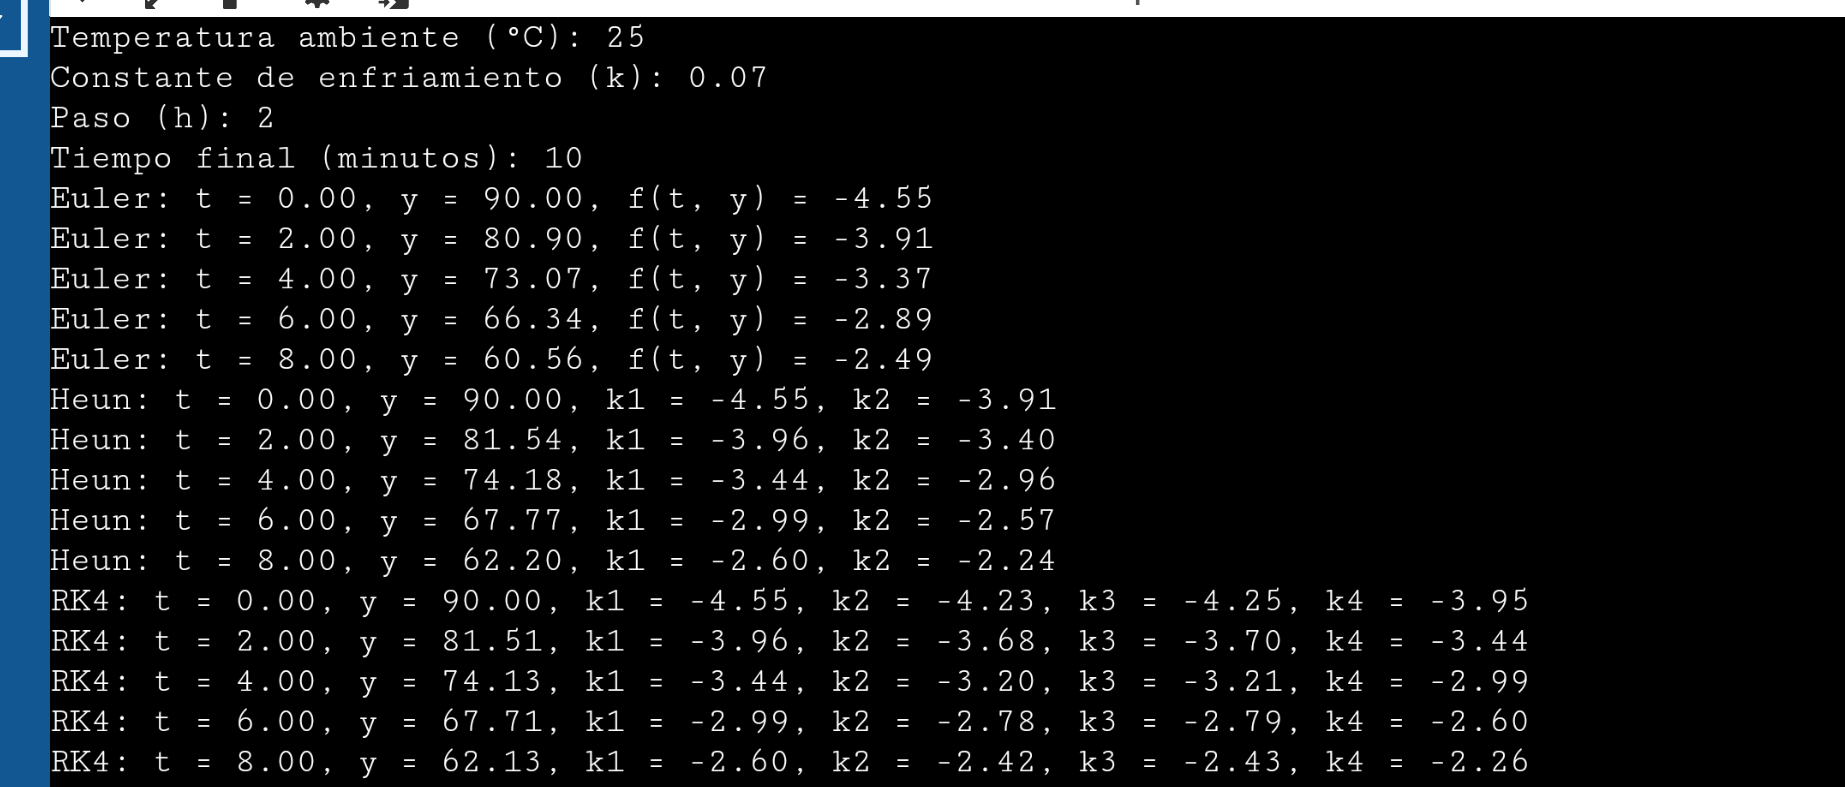 Temperatura ambiente (°C): 25
Constante de enfriamiento (k): 0.07
Paso (h): 2
Tiempo final (minutos): 10
Euler: t = 0.00, y = 90.00, f(t, y) = -4.55
Euler: t = 2.00, y = 80.90, f(t, y) = -3.91
Euler: t = 4.00, y = 73.07, f(t, y) = -3.37
Euler: t = 6.00, y = 66.34, f(t, y) = -2.89
Euler: t = 8.00, y = 60.56, f(t, y) = -2.49
Heun: t = 0.00, y = 90.00, k1 = -4.55, k2 = -3.91
Heun: t = 2.00, y = 81.54, k1 = -3.96, k2 = -3.40
Heun: t = 4.00, y = 74.18, k1 = -3.44, k2 = -2.96
Heun: t = 6.00, y = 67.77, k1 = -2.99, k2 = -2.57
Heun: t = 8.00, y = 62.20, k1 = -2.60, k2 = -2.24
RK4: t = 0.00, y = 90.00, k1 = -4.55, k2 = -4.23, k3 = -4.25, k4 = -3.95
RK4: t = 2.00, y = 81.51, k1 = -3.96, k2 = -3.68, k3 = -3.70, k4 = -3.44
RK4: t = 4.00, y = 74.13, k1 = -3.44, k2 = -3.20, k3 = -3.21, k4 = -2.99
RK4: t = 6.00, y = 67.71, k1 = -2.99, k2 = -2.78, k3 = -2.79, k4 = -2.60
RK4: t = 8.00, y = 62.13, k1 = -2.60, k2 = -2.42, k3 = -2.43, k4 = -2.26